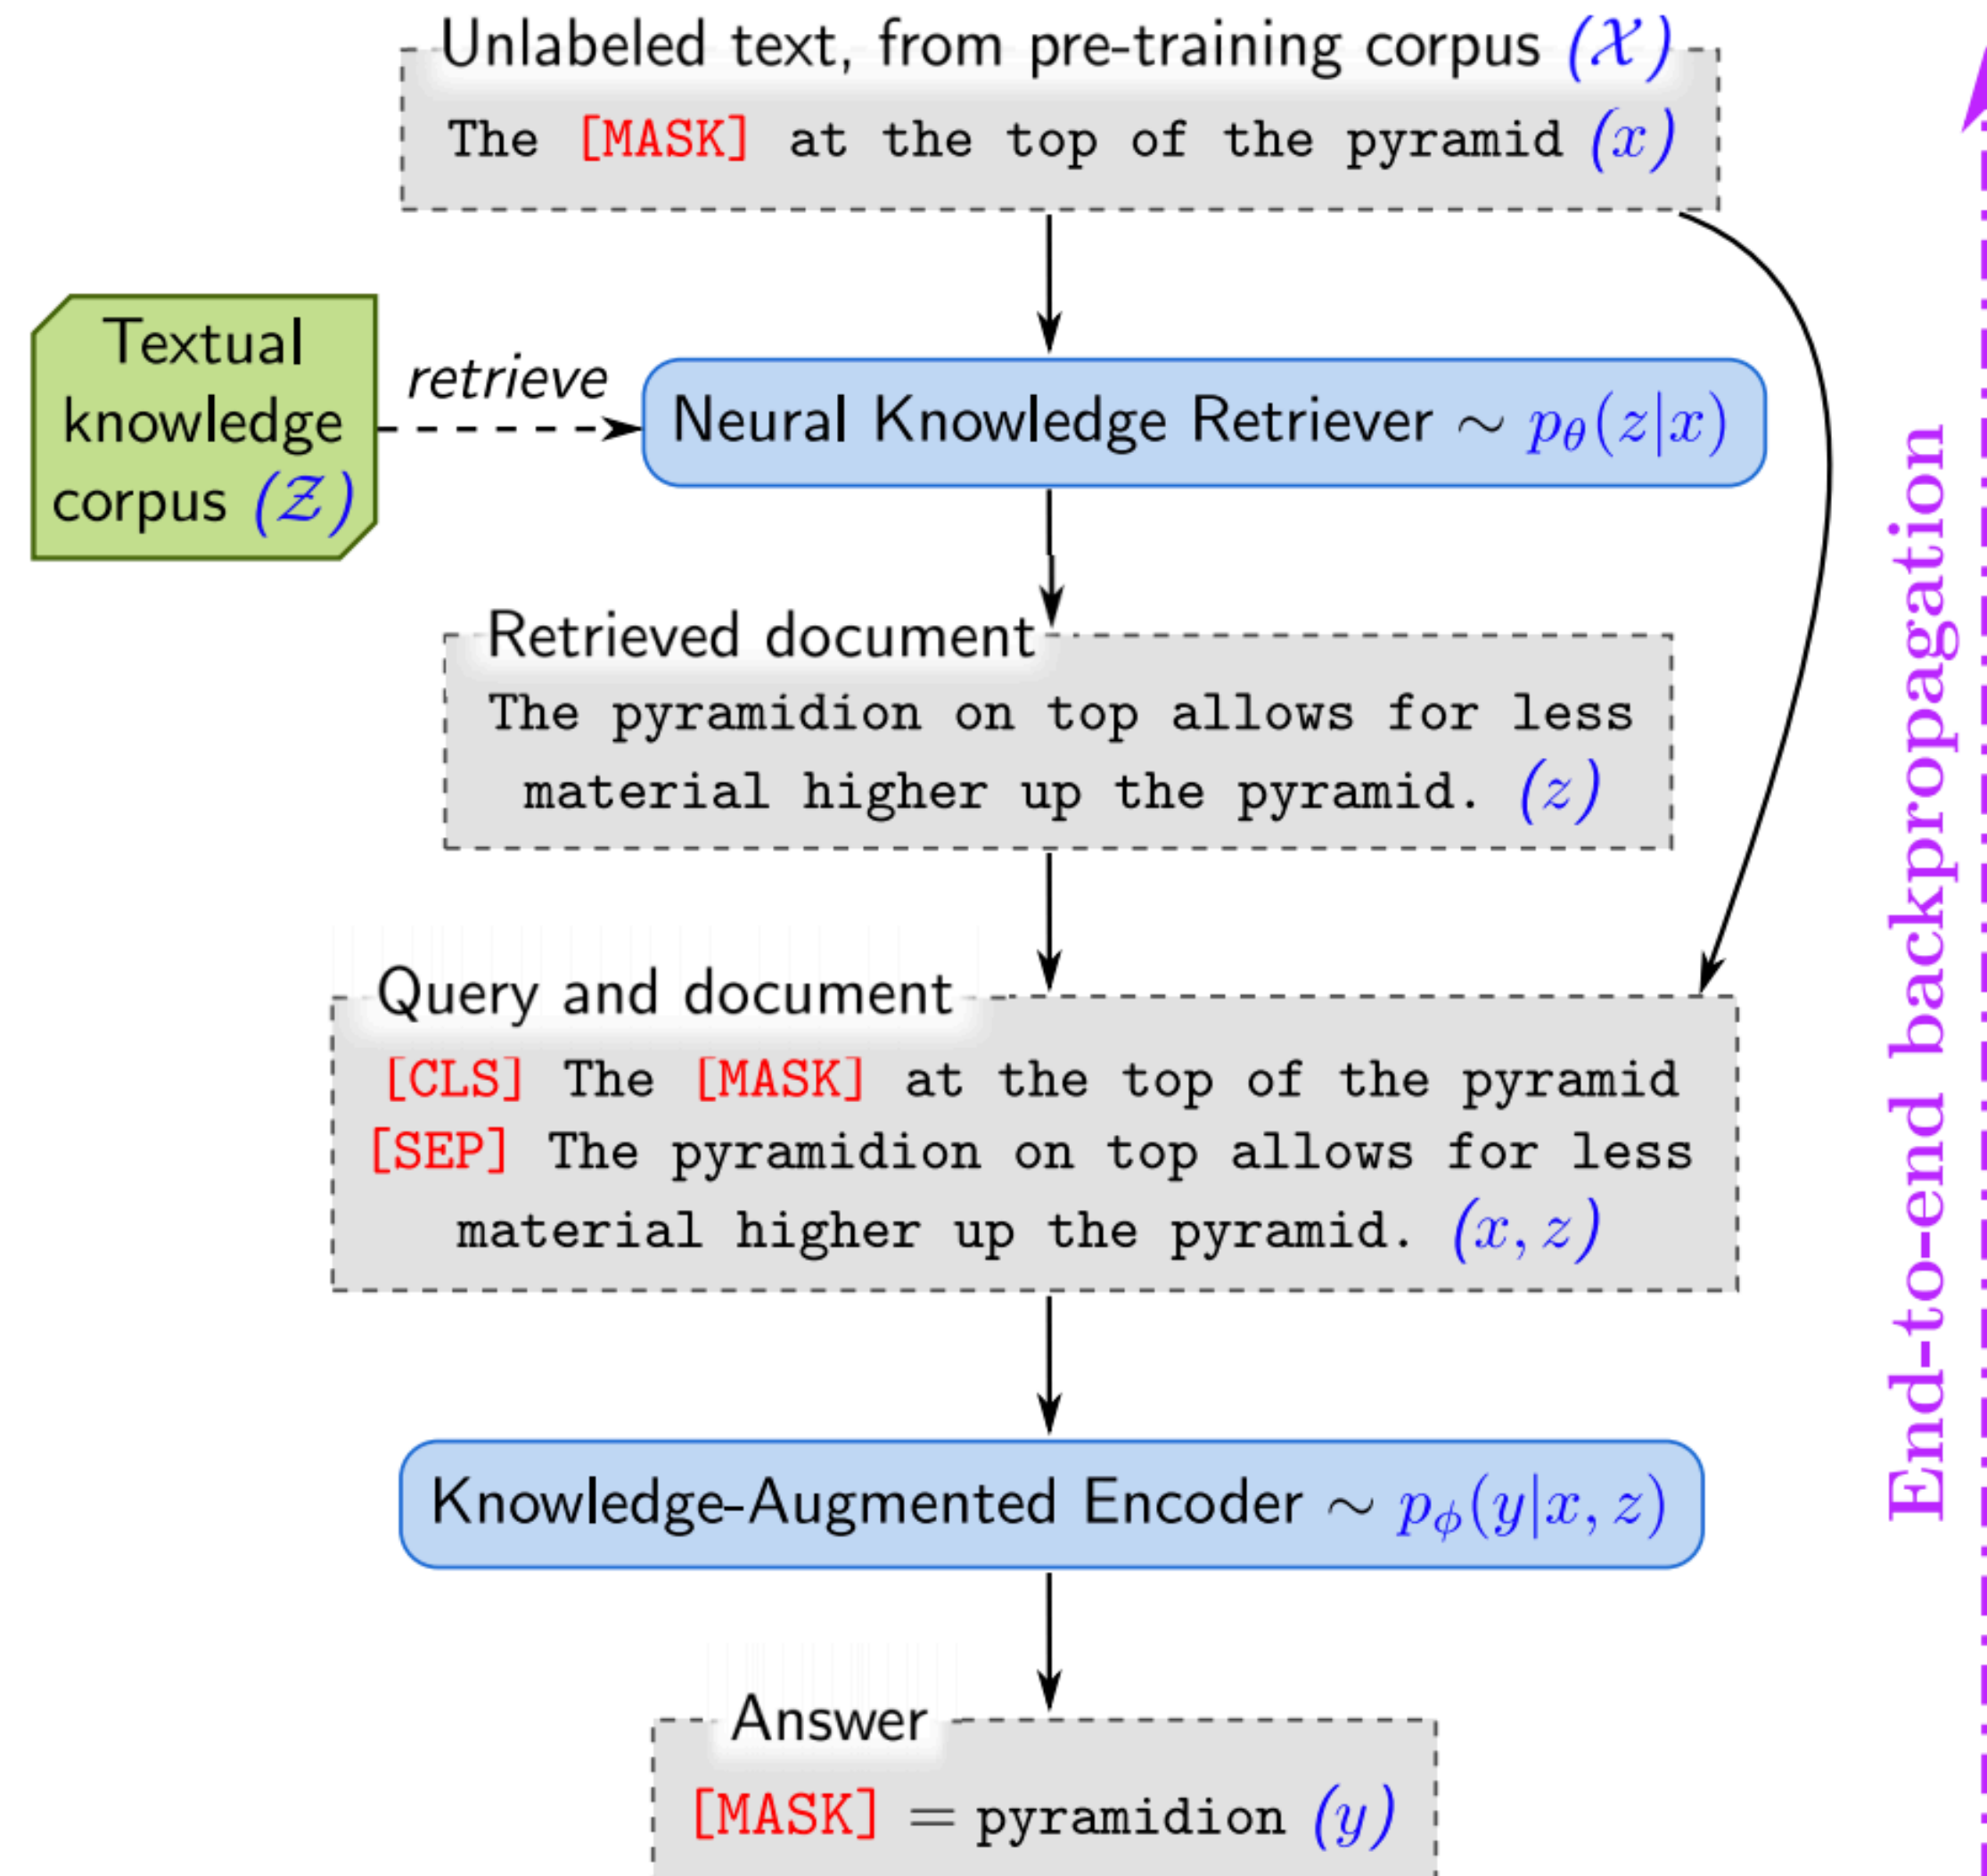 Unlabeled text, from pre-training corpus (𝒳)
The [MASK] at the top of the pyramid (x)
Textual
knowledge
corpus (𝒵)
retrieve
Neural Knowledge Retriever ∼ pθ(z|x)
Retrieved document
The pyramidion on top allows for less
material higher up the pyramid. (z)
Query and document
[CLS] The [MASK] at the top of the pyramid
[SEP] The pyramidion on top allows for less
material higher up the pyramid. (x, z)
Knowledge-Augmented Encoder ∼ pϕ(y|x, z)
Answer
[MASK] = pyramidion (y)
End-to-end backpropagation